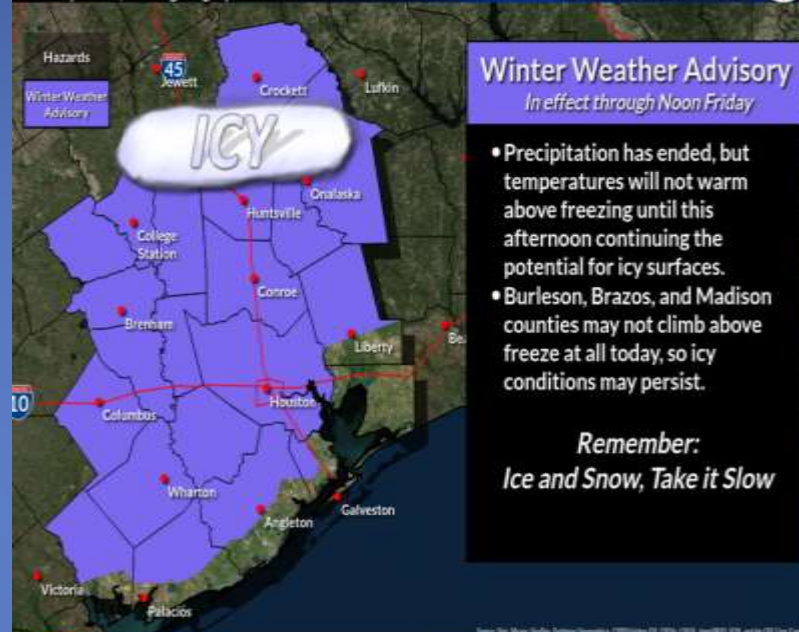 Hazards
Winter Weather
Advisory
45
Jewett
Crockett
Lufkin
ICY
Onalaska
Huntsville
College
Station
Conroe
Brenham
Liberty
10
Columbus
Houston
Wharton
Angleton
Galveston
Victoria
Palacios
Winter Weather Advisory
In effect through Noon Friday
• Precipitation has ended, but
temperatures will not warm
above freezing until this
afternoon continuing the
potential for icy surfaces.
• Burleson, Brazos, and Madison
counties may not climb above
freeze at all today, so icy
conditions may persist.
Remember:
Ice and Snow, Take it Slow